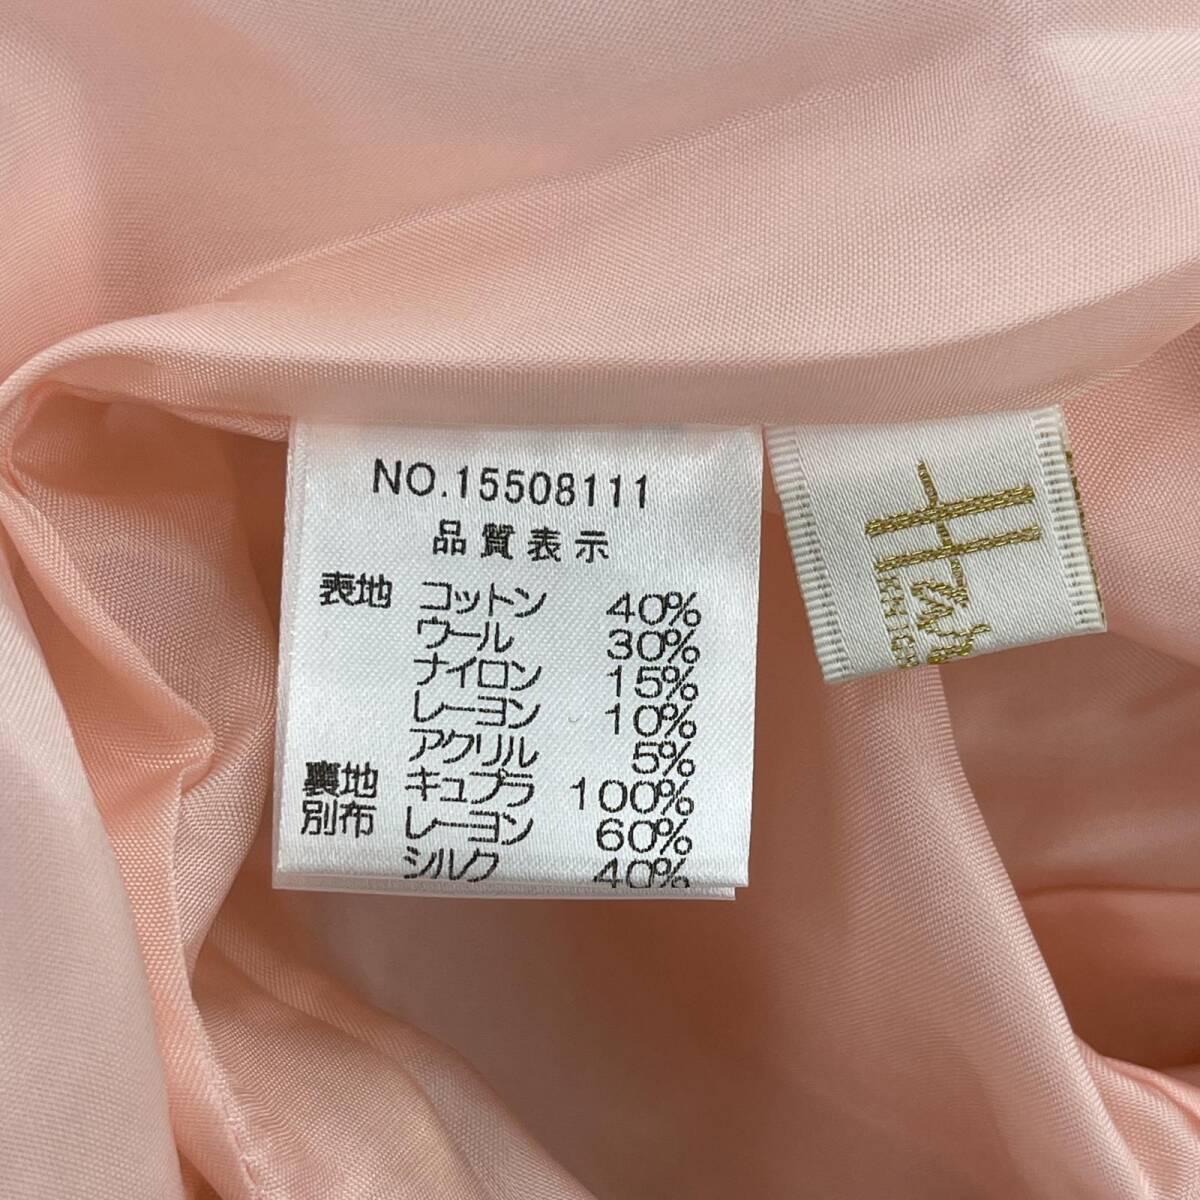 NO.15508111
品質表示
表地 コットン 40%
ウール 30%
ナイロン 15%
レーヨン 10%
アクリル 5%
裏地 キュプラ 100%
別布 レーヨン 60%
シルク 40%